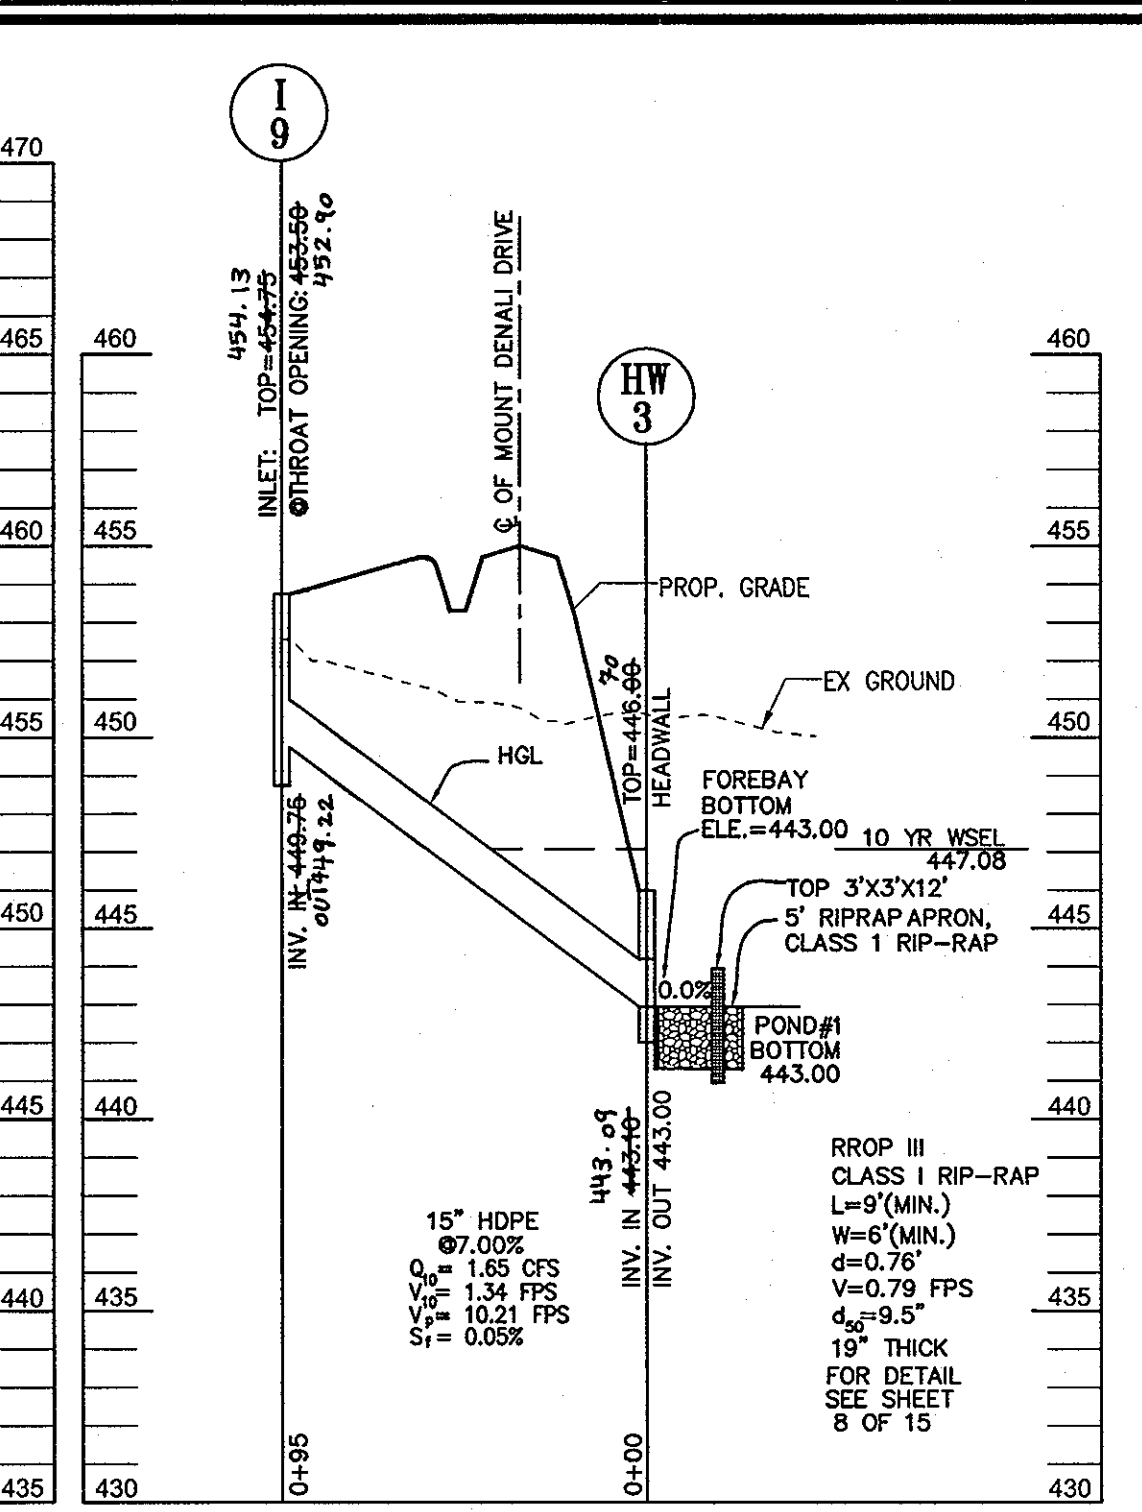 I
9
470
465
460
455
450
445
440
435
460
455
450
445
440
435
430
454.13
INLET: TOP=454.75
@THROAT OPENING: 453.50
452.90
℄ OF MOUNT DENALI DRIVE
HW
3
460
455
450
445
440
435
430
PROP. GRADE
70
TOP=446.00
HEADWALL
EX GROUND
HGL
FOREBAY
BOTTOM
ELE.=443.00
10 YR WSEL
447.08
TOP 3'X3'X12'
5' RIPRAP APRON,
CLASS 1 RIP-RAP
INV. IN 449.75
OUT 449.22
0.0%
POND#1
BOTTOM
443.00
443.09
INV. IN 443.10
INV. OUT 443.00
15" HDPE
@7.00%
Q10= 1.65 CFS
V10= 1.34 FPS
Vp= 10.21 FPS
Sf= 0.05%
RROP III
CLASS I RIP-RAP
L=9'(MIN.)
W=6'(MIN.)
d=0.76'
V=0.79 FPS
d50=9.5"
19" THICK
FOR DETAIL
SEE SHEET
8 OF 15
0+95
0+00